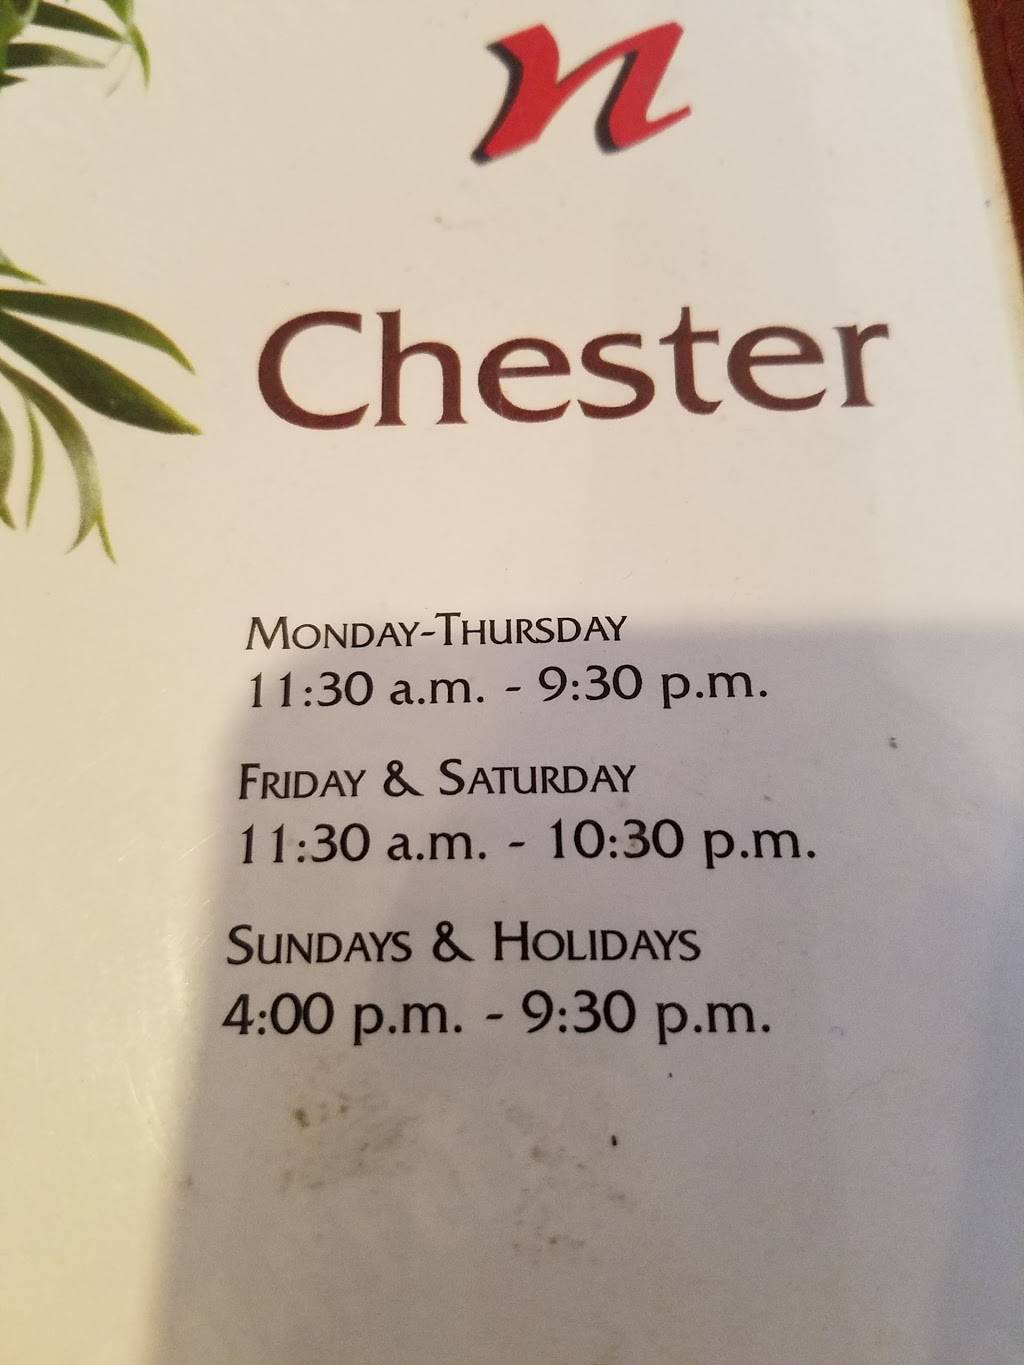 n
Chester
Monday-Thursday
11:30 a.m. - 9:30 p.m.
Friday & Saturday
11:30 a.m. - 10:30 p.m.
Sundays & Holidays
4:00 p.m. - 9:30 p.m.